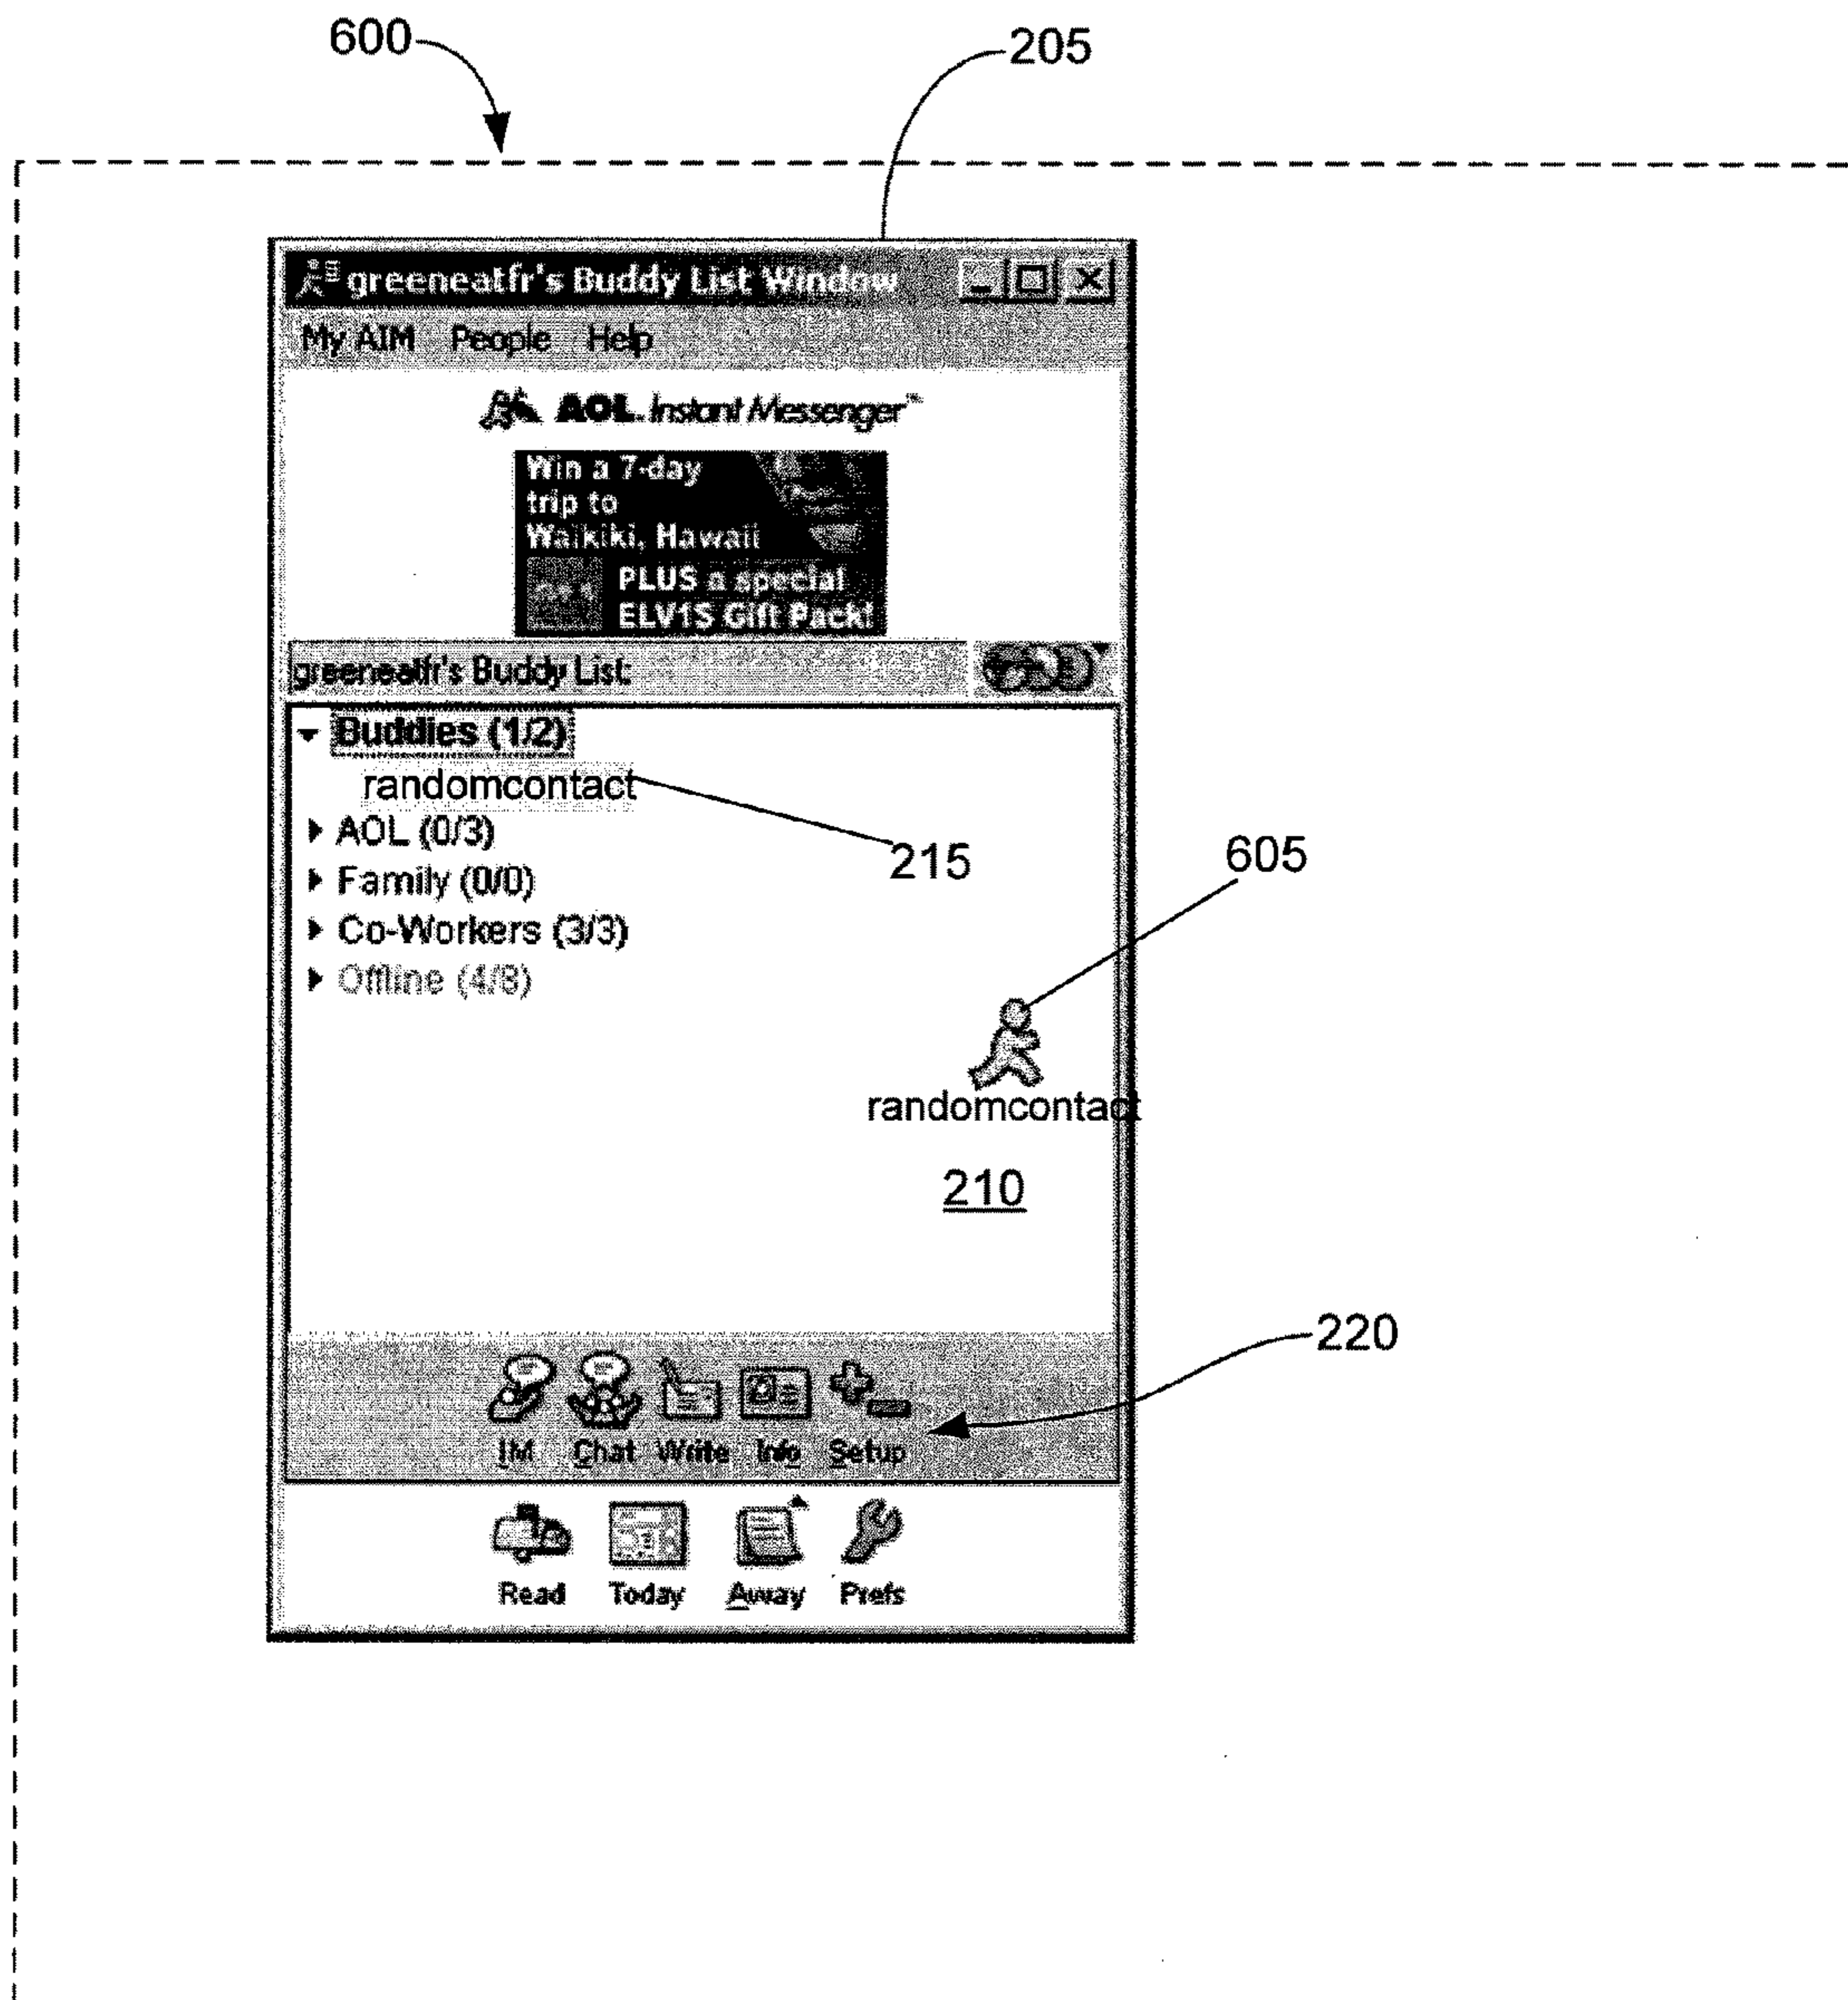 600
205
greeneatfr's Buddy List Window
My AIM People Help
AOL Instant Messenger™
Win a 7-day
trip to
Waikiki, Hawaii
PLUS a special
ELV1S Gift Pack!
greeneatfr's Buddy List:
Buddies (1/2)
randomcontact
AOL (0/3)
215
605
Family (0/0)
Co-Workers (3/3)
Offline (4/8)
randomcontact
210
220
IM Chat Write Info Setup
Read Today Away Prefs